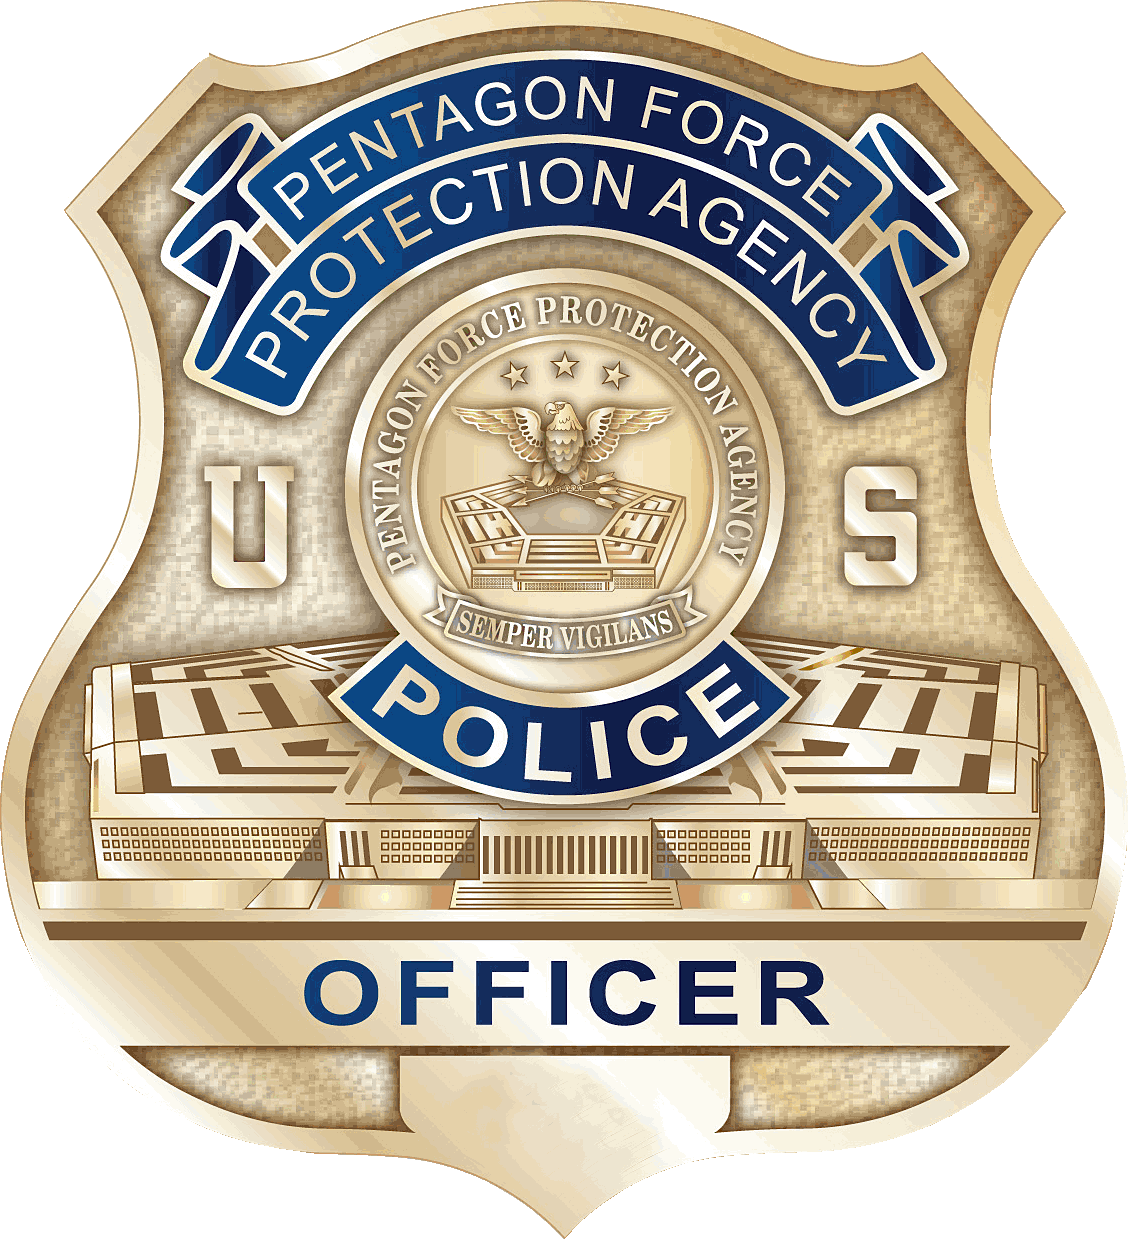 PENTAGON FORCE
PROTECTION AGENCY
PENTAGON FORCE PROTECTION AGENCY
U S
SEMPER VIGILANS
POLICE
OFFICER